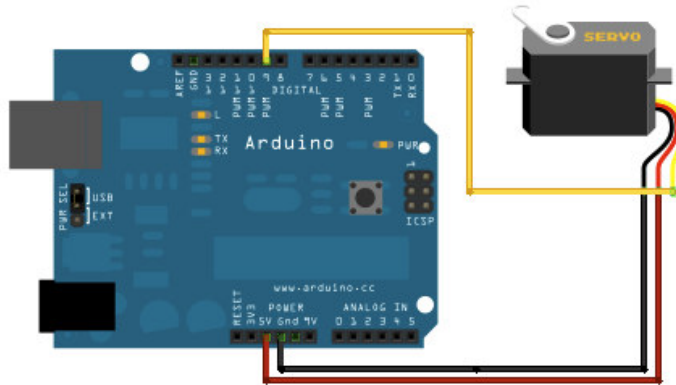 SERVO
AREF
GND
13
12
11
10
9
8
7
6
5
4
3
2
1
0
PWM
PWM
PWM
PWM
PWM
PWM
TX
RX
DIGITAL
L
TX
RX
Arduino
PWR
1
ICSP
PWR SEL
USB
EXT
www.arduino.cc
POWER
ANALOG IN
RESET
3V3
5V Gnd 9V
0 1 2 3 4 5